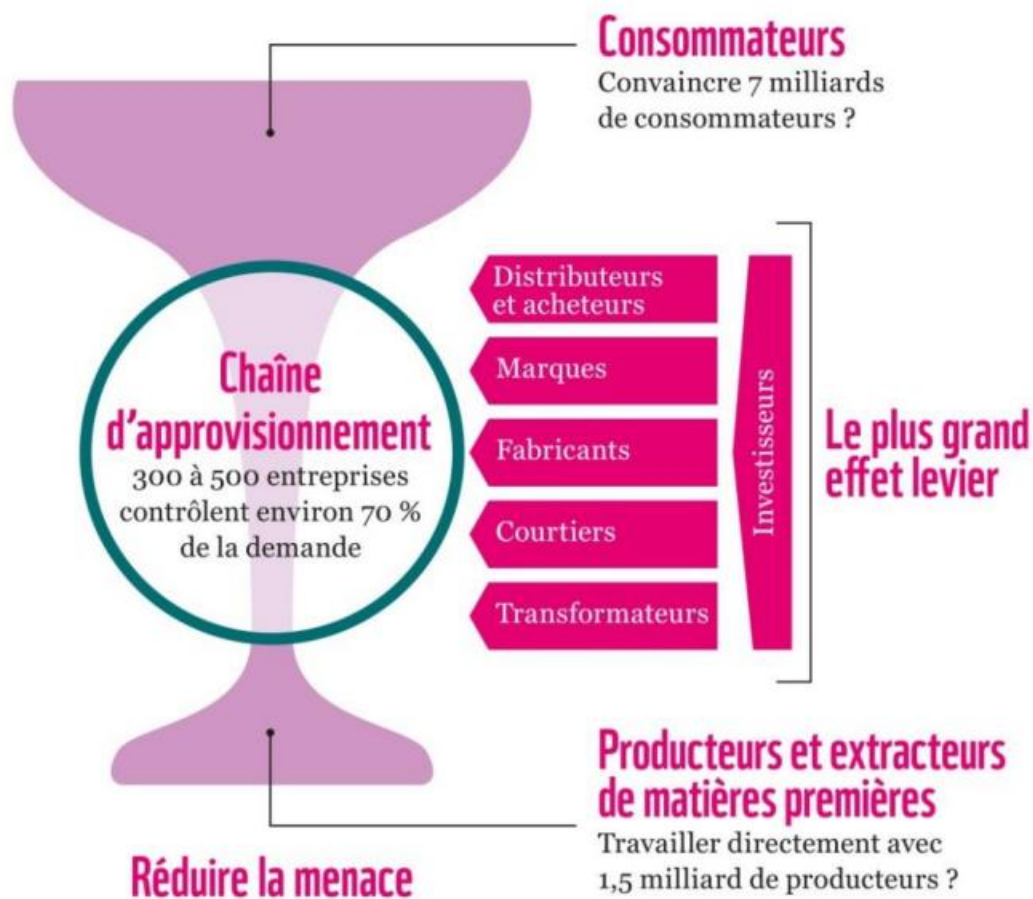 Consommateurs
Convaincre 7 milliards
de consommateurs ?
Distributeurs
et acheteurs
Marques
Fabricants
Courtiers
Transformateurs
Investisseurs
Le plus grand
effet levier
Chaîne
d’approvisionnement
300 à 500 entreprises
contrôlent environ 70 %
de la demande
Producteurs et extracteurs
de matières premières
Travailler directement avec
1,5 milliard de producteurs ?
Réduire la menace